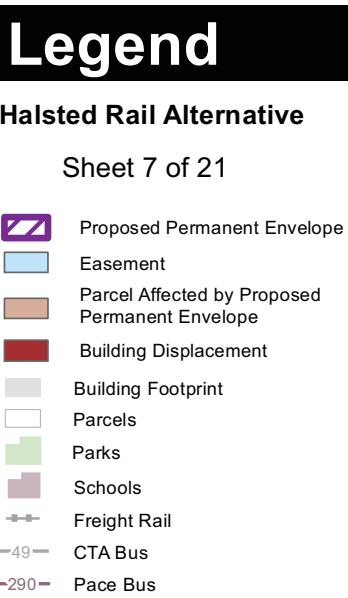 Legend
Halsted Rail Alternative
Sheet 7 of 21
Proposed Permanent Envelope
Easement
Parcel Affected by Proposed
Permanent Envelope
Building Displacement
Building Footprint
Parcels
Parks
Schools
Freight Rail
49 CTA Bus
290 Pace Bus